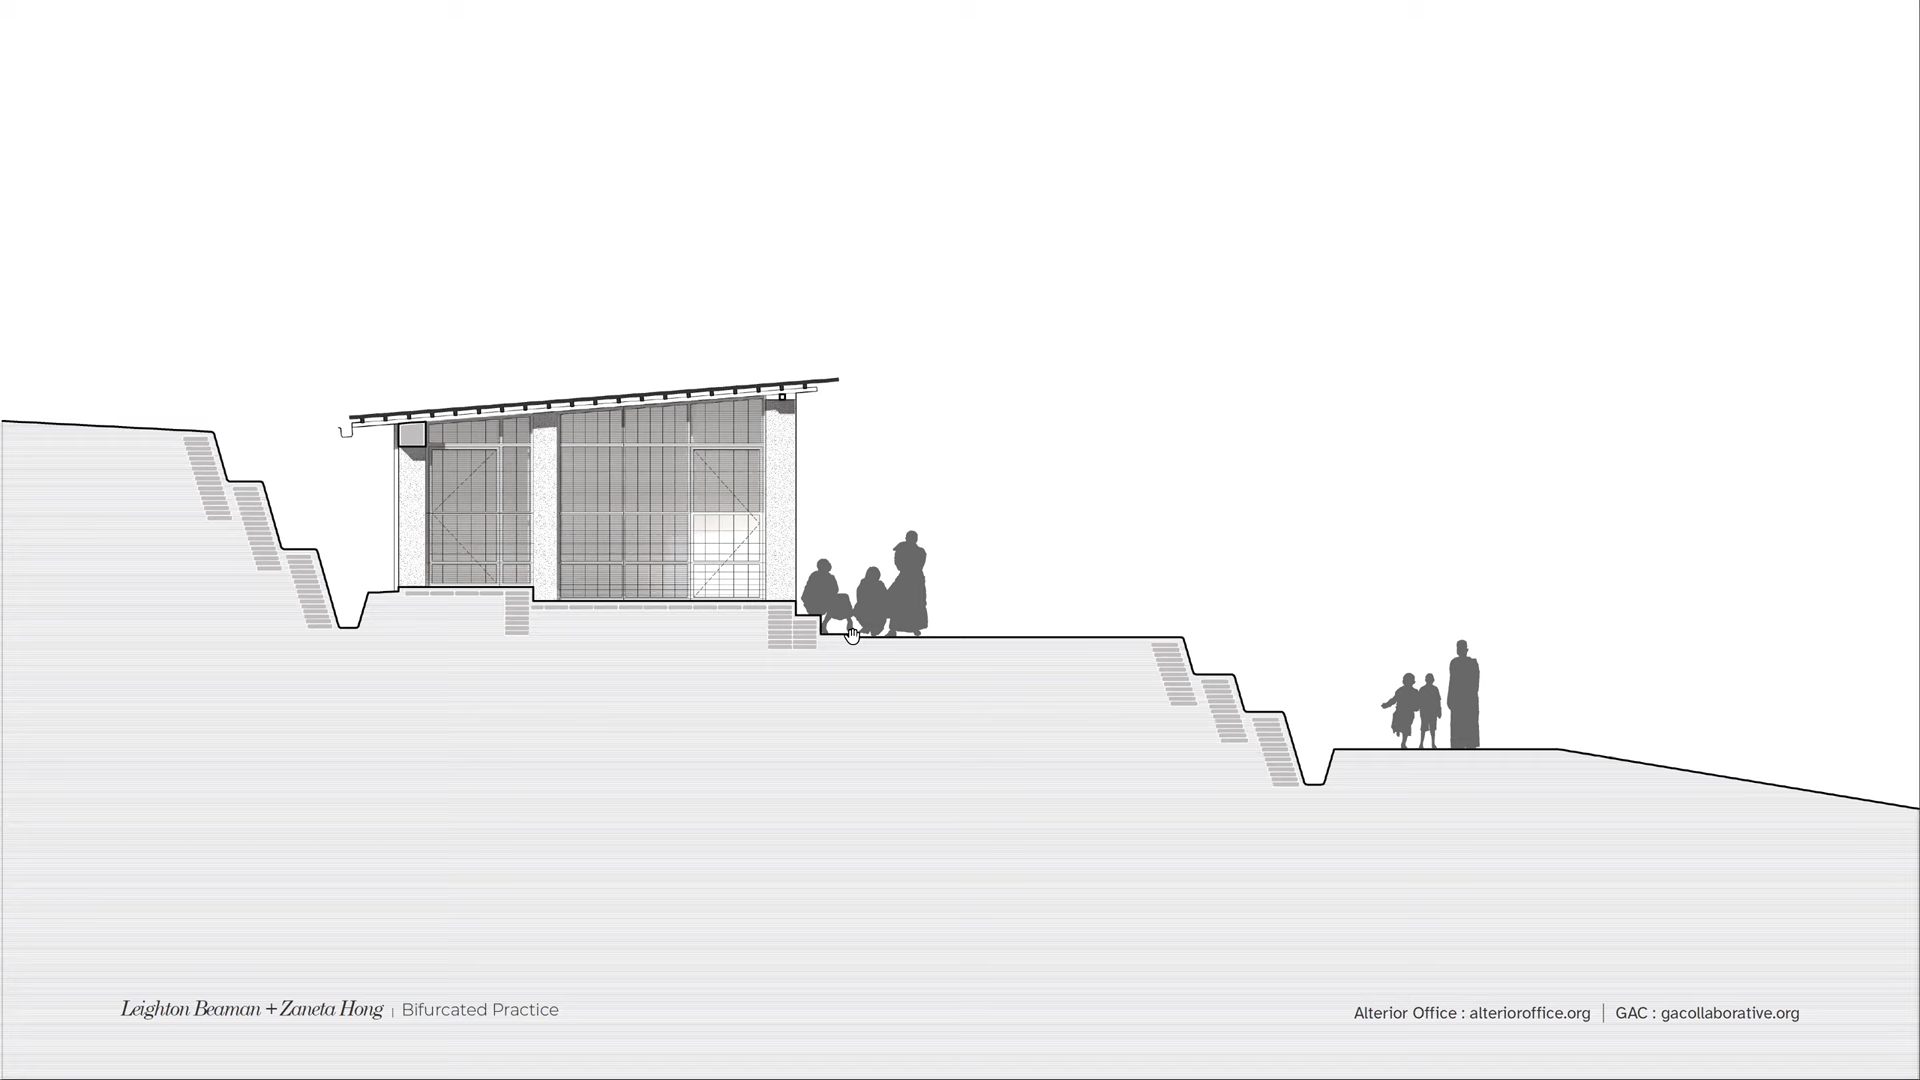 Leighton Beaman + Zaneta Hong | Bifurcated Practice
Alterior Office : alterioroffice.org | GAC : gacollaborative.org